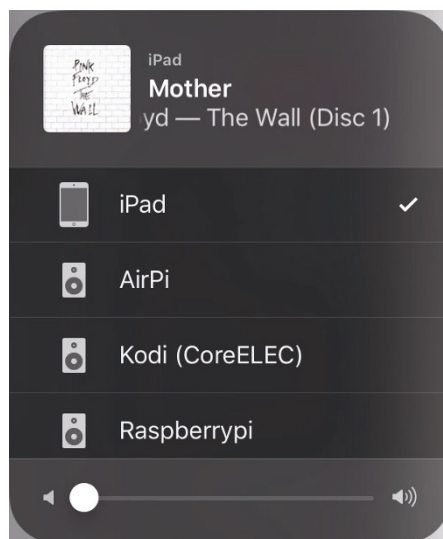 PINK
FLOYD
THE
WALL
iPad
Mother
yd — The Wall (Disc 1)
iPad
AirPi
Kodi (CoreELEC)
Raspberrypi